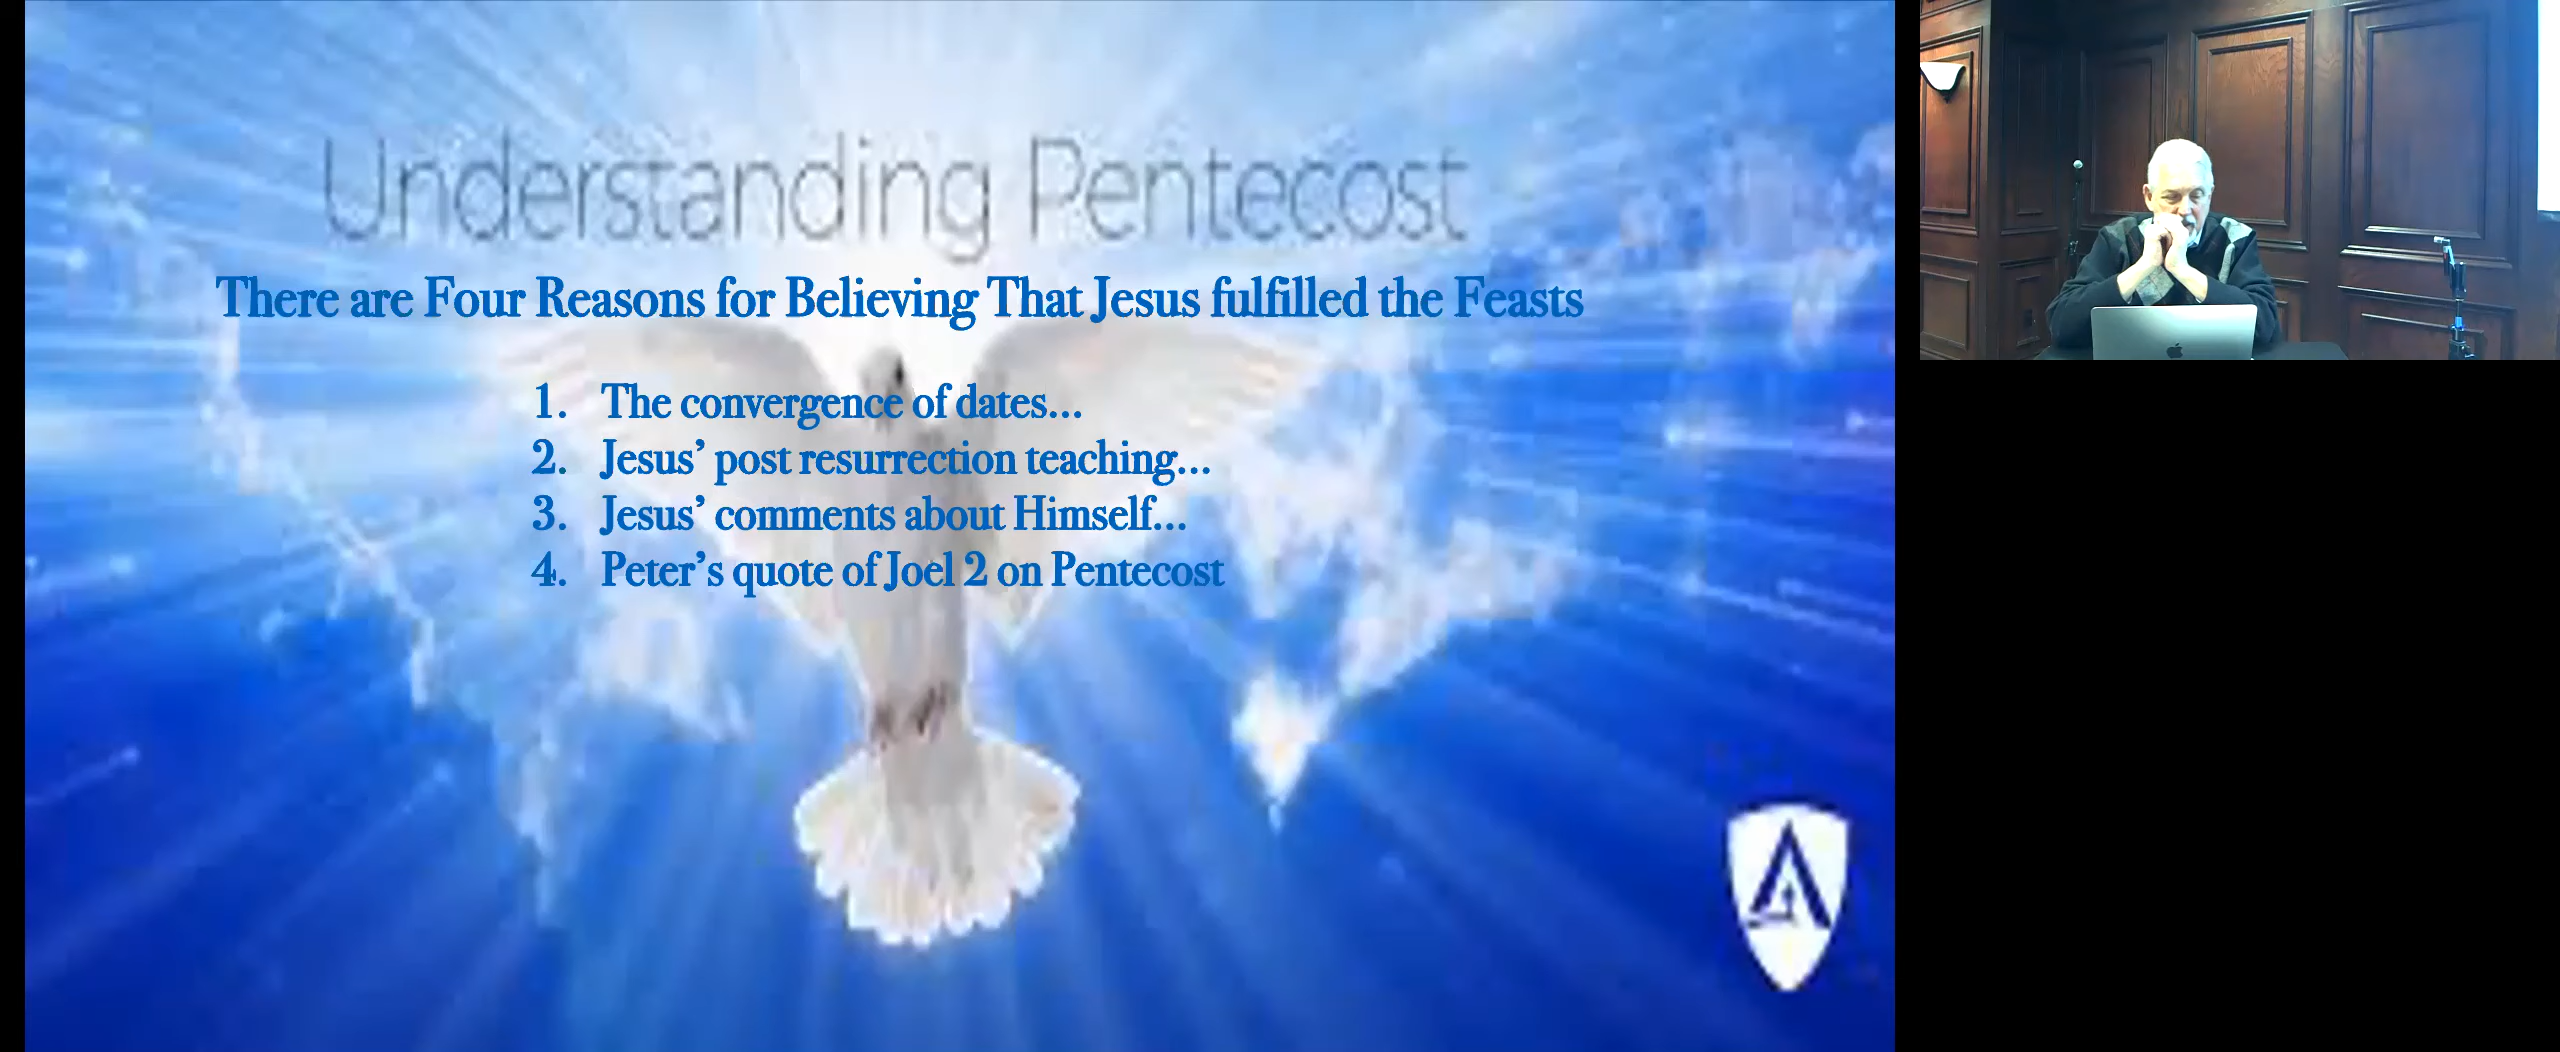 Understanding Pentecost
There are Four Reasons for Believing That Jesus fulfilled the Feasts
1. The convergence of dates...
2. Jesus’ post resurrection teaching...
3. Jesus’ comments about Himself...
4. Peter’s quote of Joel 2 on Pentecost